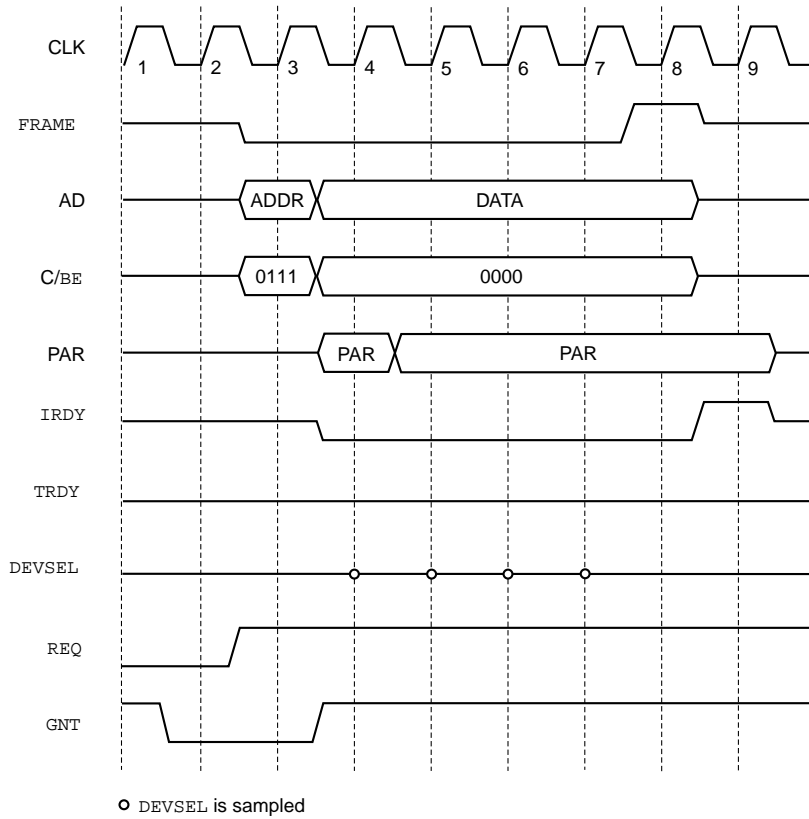 CLK
1 2 3 4 5 6 7 8 9
FRAME
AD ADDR DATA
C/BE 0111 0000
PAR PAR PAR
IRDY
TRDY
DEVSEL
REQ
GNT
DEVSEL is sampled